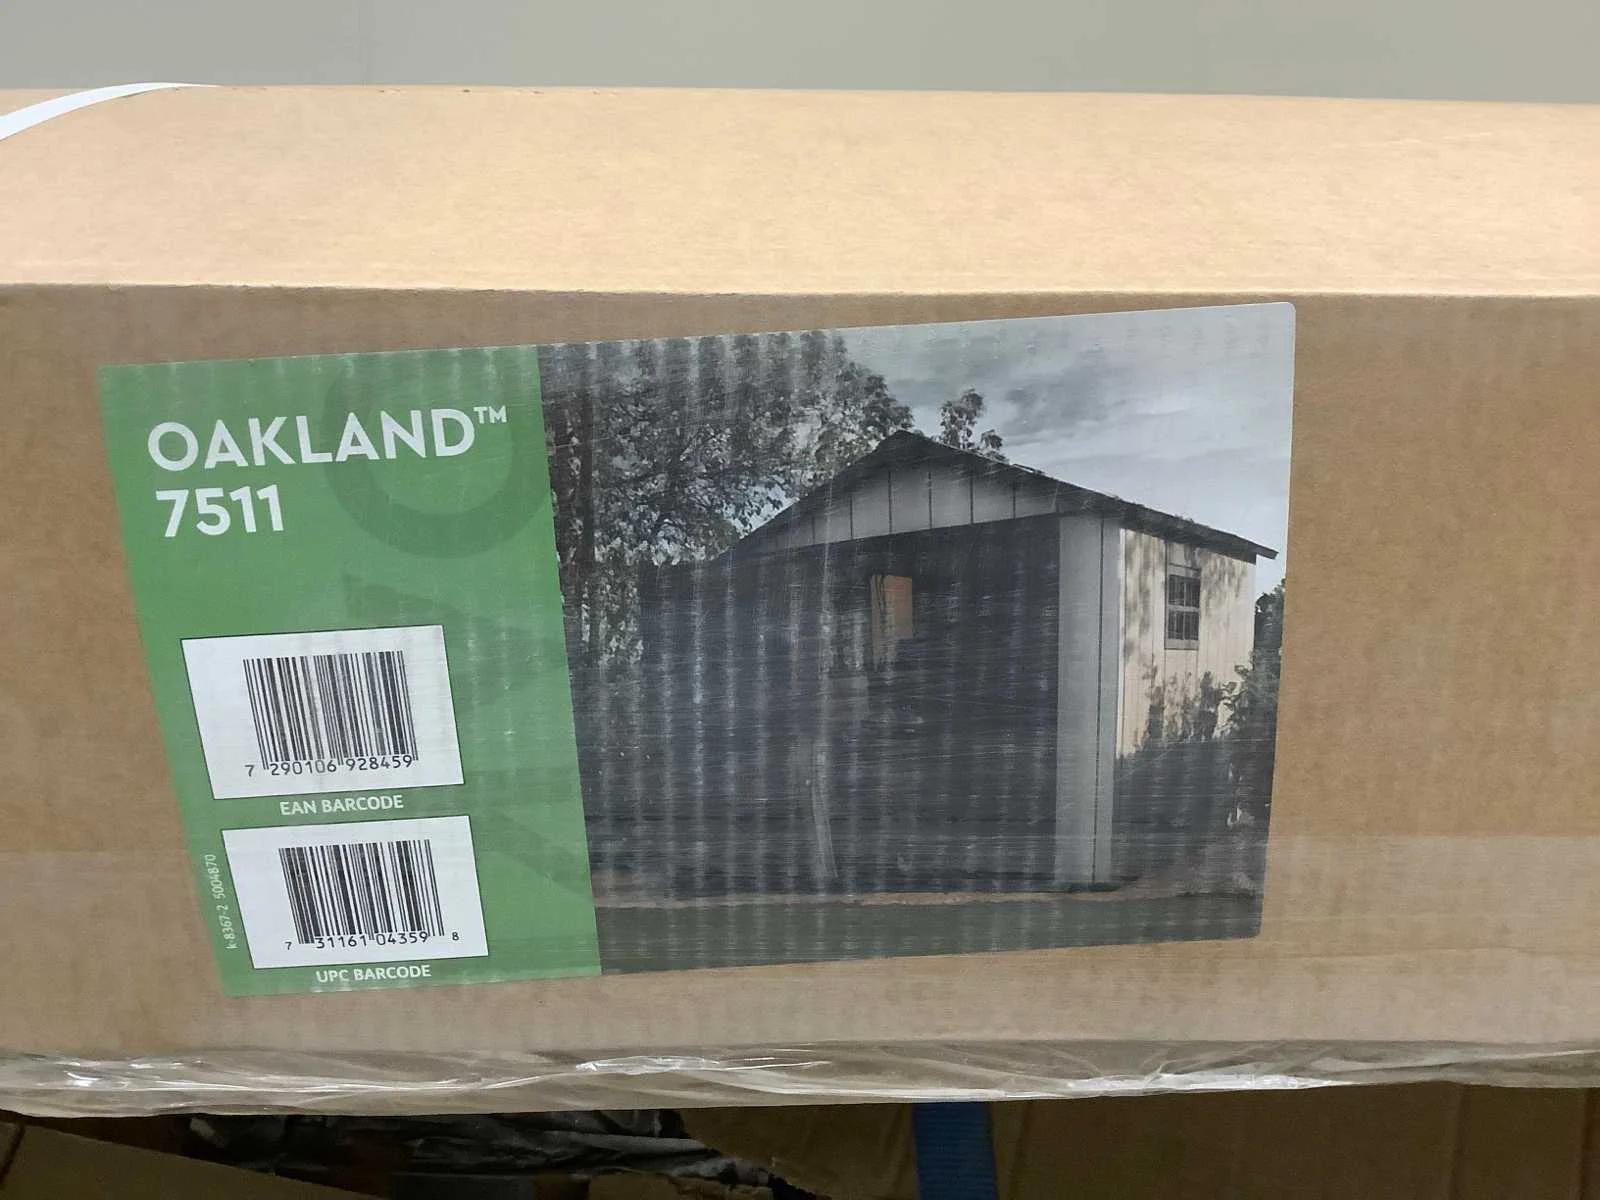 OAKLAND™
7511
7 290106 928459
EAN BARCODE
7 31161 04359 8
UPC BARCODE
k-8367-2 5004870